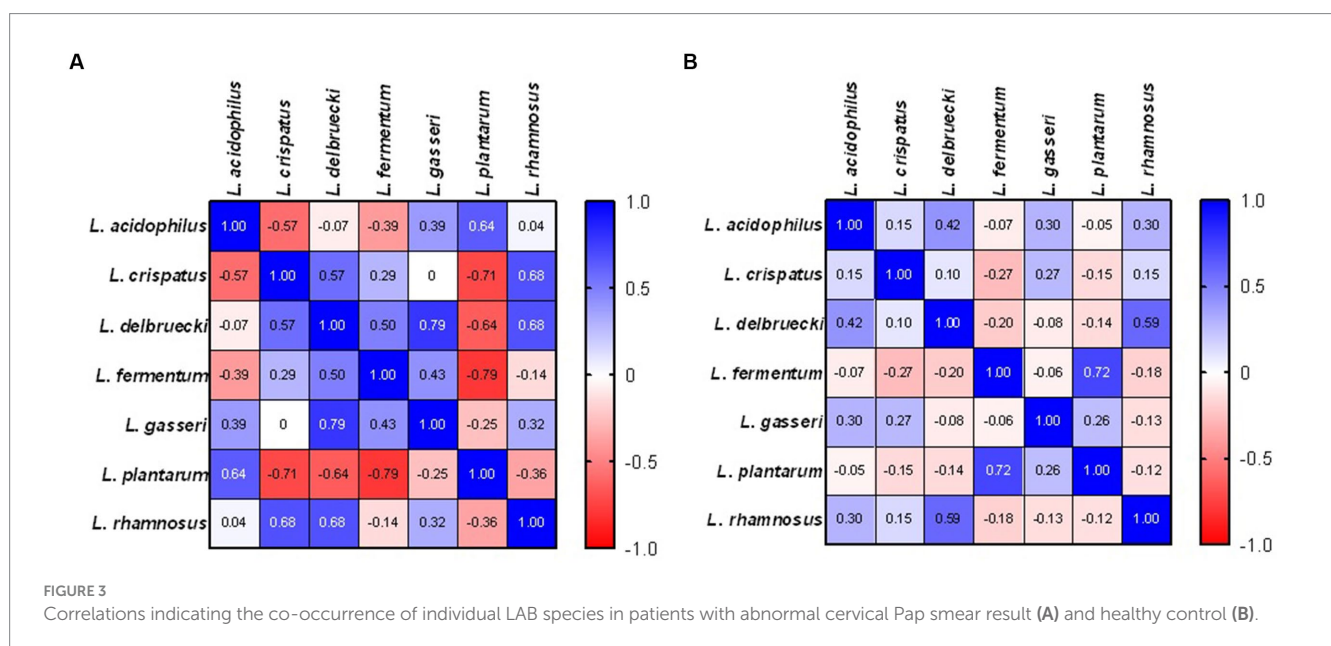 A
L. acidophilus L. crispatus L. delbruecki L. fermentum L. gasseri L. plantarum L. rhamnosus
L. acidophilus 1.00 -0.57 -0.07 -0.39 0.39 0.64 0.04
L. crispatus -0.57 1.00 0.57 0.29 0 -0.71 0.68
L. delbruecki -0.07 0.57 1.00 0.50 0.79 -0.64 0.68
L. fermentum -0.39 0.29 0.50 1.00 0.43 -0.79 -0.14
L. gasseri 0.39 0 0.79 0.43 1.00 -0.25 0.32
L. plantarum 0.64 -0.71 -0.64 -0.79 -0.25 1.00 -0.36
L. rhamnosus 0.04 0.68 0.68 -0.14 0.32 -0.36 1.00
1.0
0.5
0
-0.5
-1.0
B
L. acidophilus L. crispatus L. delbruecki L. fermentum L. gasseri L. plantarum L. rhamnosus
L. acidophilus 1.00 0.15 0.42 -0.07 0.30 -0.05 0.30
L. crispatus 0.15 1.00 0.10 -0.27 0.27 -0.15 0.15
L. delbruecki 0.42 0.10 1.00 -0.20 -0.08 -0.14 0.59
L. fermentum -0.07 -0.27 -0.20 1.00 -0.06 0.72 -0.18
L. gasseri 0.30 0.27 -0.08 -0.06 1.00 0.26 -0.13
L. plantarum -0.05 -0.15 -0.14 0.72 0.26 1.00 -0.12
L. rhamnosus 0.30 0.15 0.59 -0.18 -0.13 -0.12 1.00
1.0
0.5
0
-0.5
-1.0
FIGURE 3
Correlations indicating the co-occurrence of individual LAB species in patients with abnormal cervical Pap smear result (A) and healthy control (B).